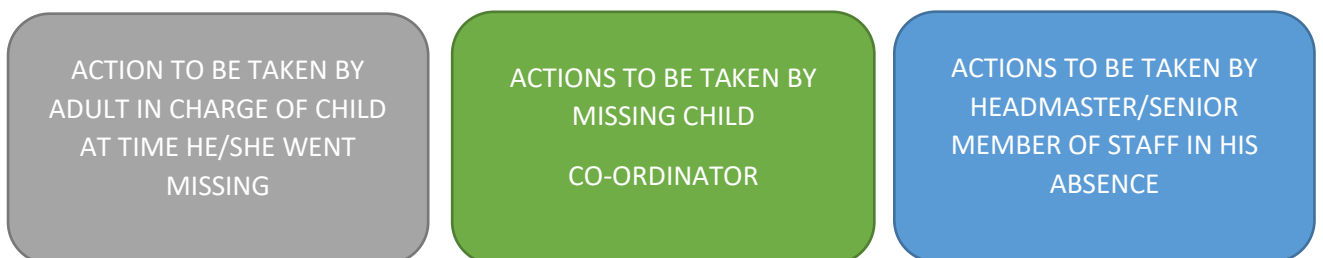 ACTION TO BE TAKEN BY
ADULT IN CHARGE OF CHILD
AT TIME HE/SHE WENT
MISSING
ACTIONS TO BE TAKEN BY
MISSING CHILD
CO-ORDINATOR
ACTIONS TO BE TAKEN BY
HEADMASTER/SENIOR
MEMBER OF STAFF IN HIS
ABSENCE